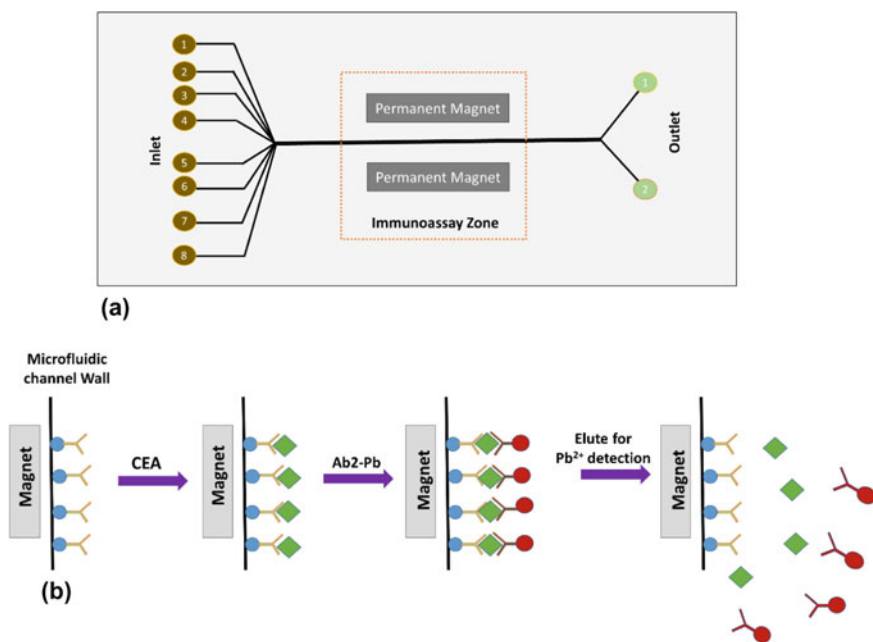 1
2
3
4
5
6
7
8
Inlet
Permanent Magnet
Permanent Magnet
Immunoassay Zone
1
2
Outlet
(a)
Microfluidic
channel Wall
Magnet
CEA
Magnet
Ab2-Pb
Magnet
Elute for
Pb²⁺ detection
Magnet
(b)